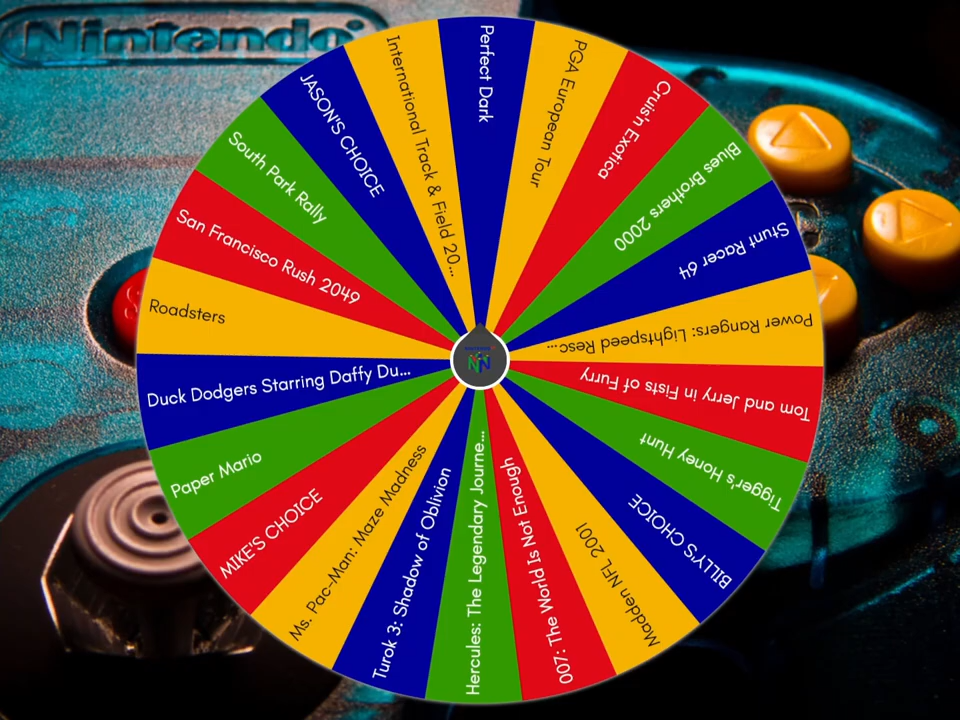 Nintendo
Perfect Dark
PGA European Tour
Cruis'n Exotica
Blues Brothers 2000
Stunt Racer 64
Power Rangers: Lightspeed Resc...
Tom and Jerry in Fists of Furry
Tigger's Honey Hunt
BILLY'S CHOICE
Madden NFL 2001
007: The World Is Not Enough
Hercules: The Legendary Journe...
Turok 3: Shadow of Oblivion
Ms. Pac-Man: Maze Madness
MIKE'S CHOICE
Paper Mario
Duck Dodgers Starring Daffy Du...
Roadsters
San Francisco Rush 2049
South Park Rally
JASON'S CHOICE
International Track & Field 20...